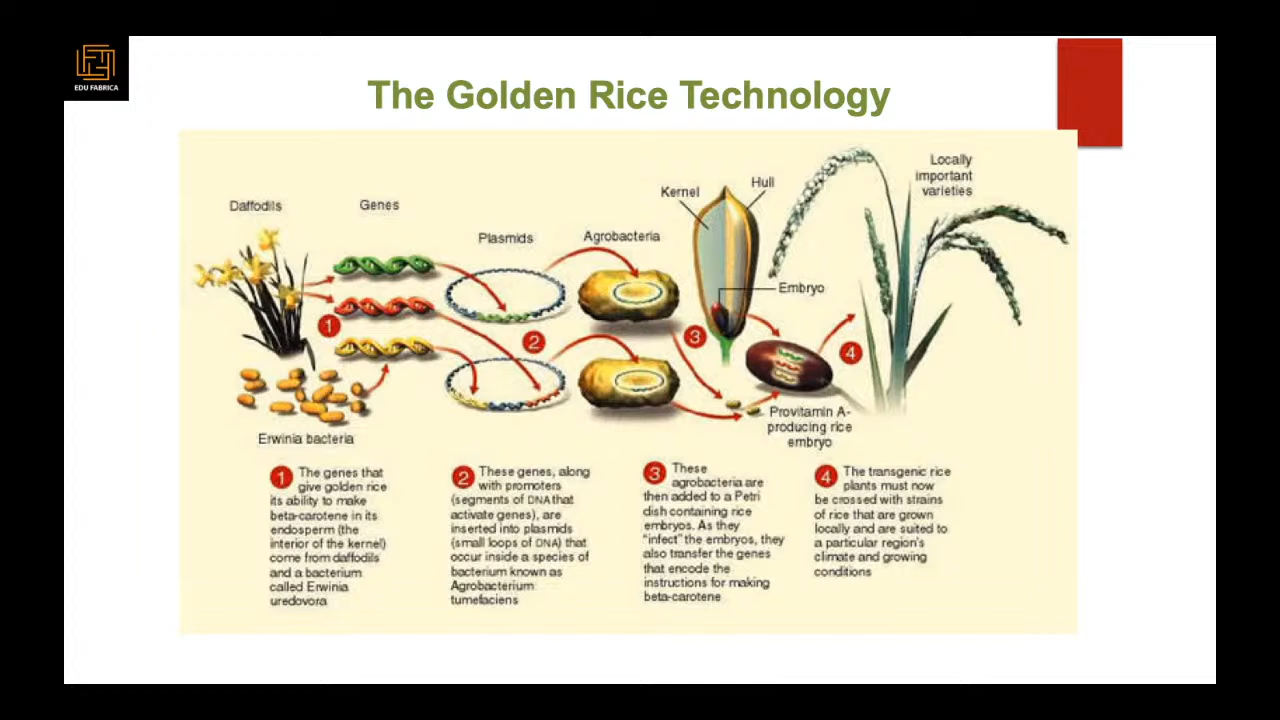 EDU FABRICA
The Golden Rice Technology
Daffodils
Genes
Plasmids
Agrobacteria
Kernel
Hull
Embryo
Locally
important
varieties
1
2
3
4
Erwinia bacteria
Provitamin A-
producing rice
embryo
1 The genes that
give golden rice
its ability to make
beta-carotene in its
endosperm (the
interior of the kernel)
come from daffodils
and a bacterium
called Erwinia
uredovora
2 These genes, along
with promoters
(segments of DNA that
activate genes), are
inserted into plasmids
(small loops of DNA) that
occur inside a species of
bacterium known as
Agrobacterium
tumefaciens
3 These
agrobacteria are
then added to a Petri
dish containing rice
embryos. As they
"infect" the embryos, they
also transfer the genes
that encode the
instructions for making
beta-carotene
4 The transgenic rice
plants must now
be crossed with strains
of rice that are grown
locally and are suited to
a particular region's
climate and growing
conditions